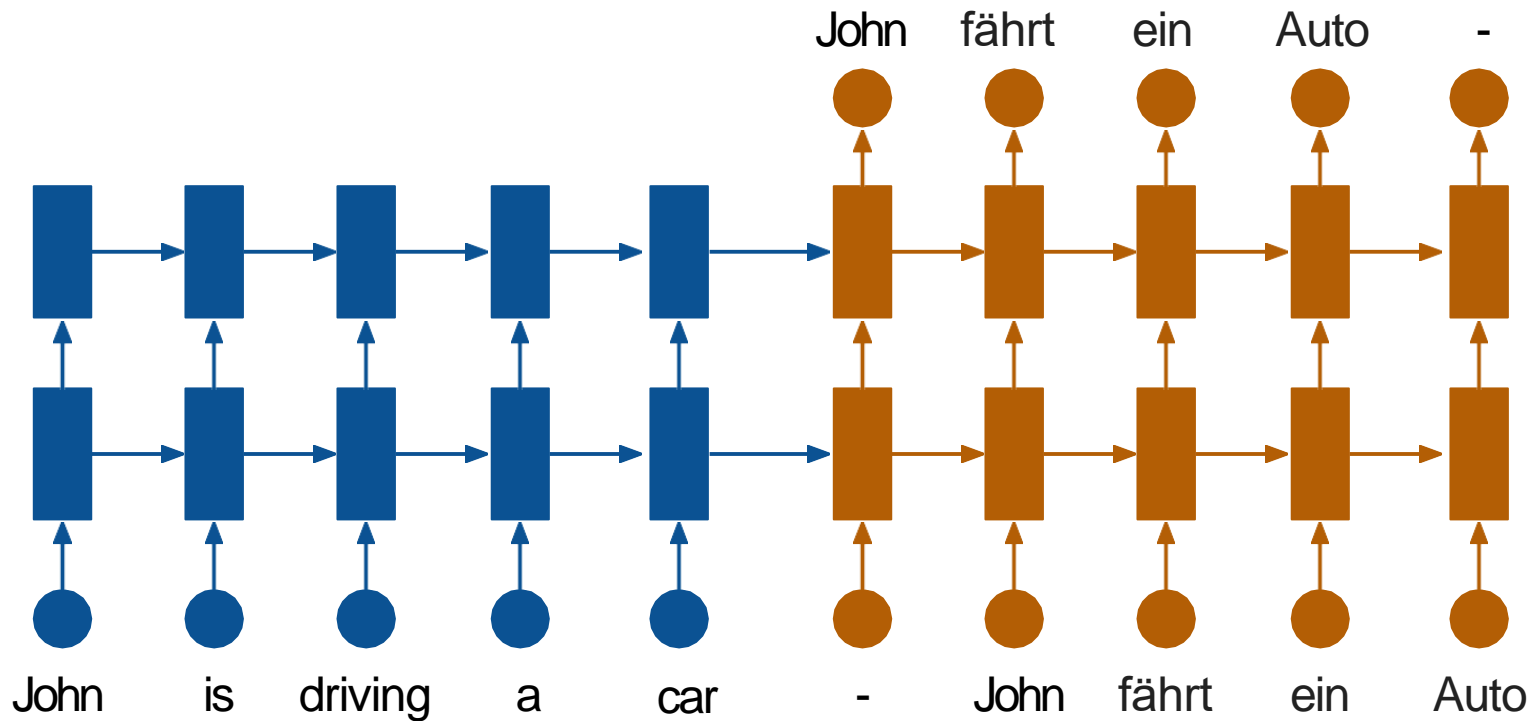 John fährt ein Auto -
John is driving a car - John fährt ein Auto